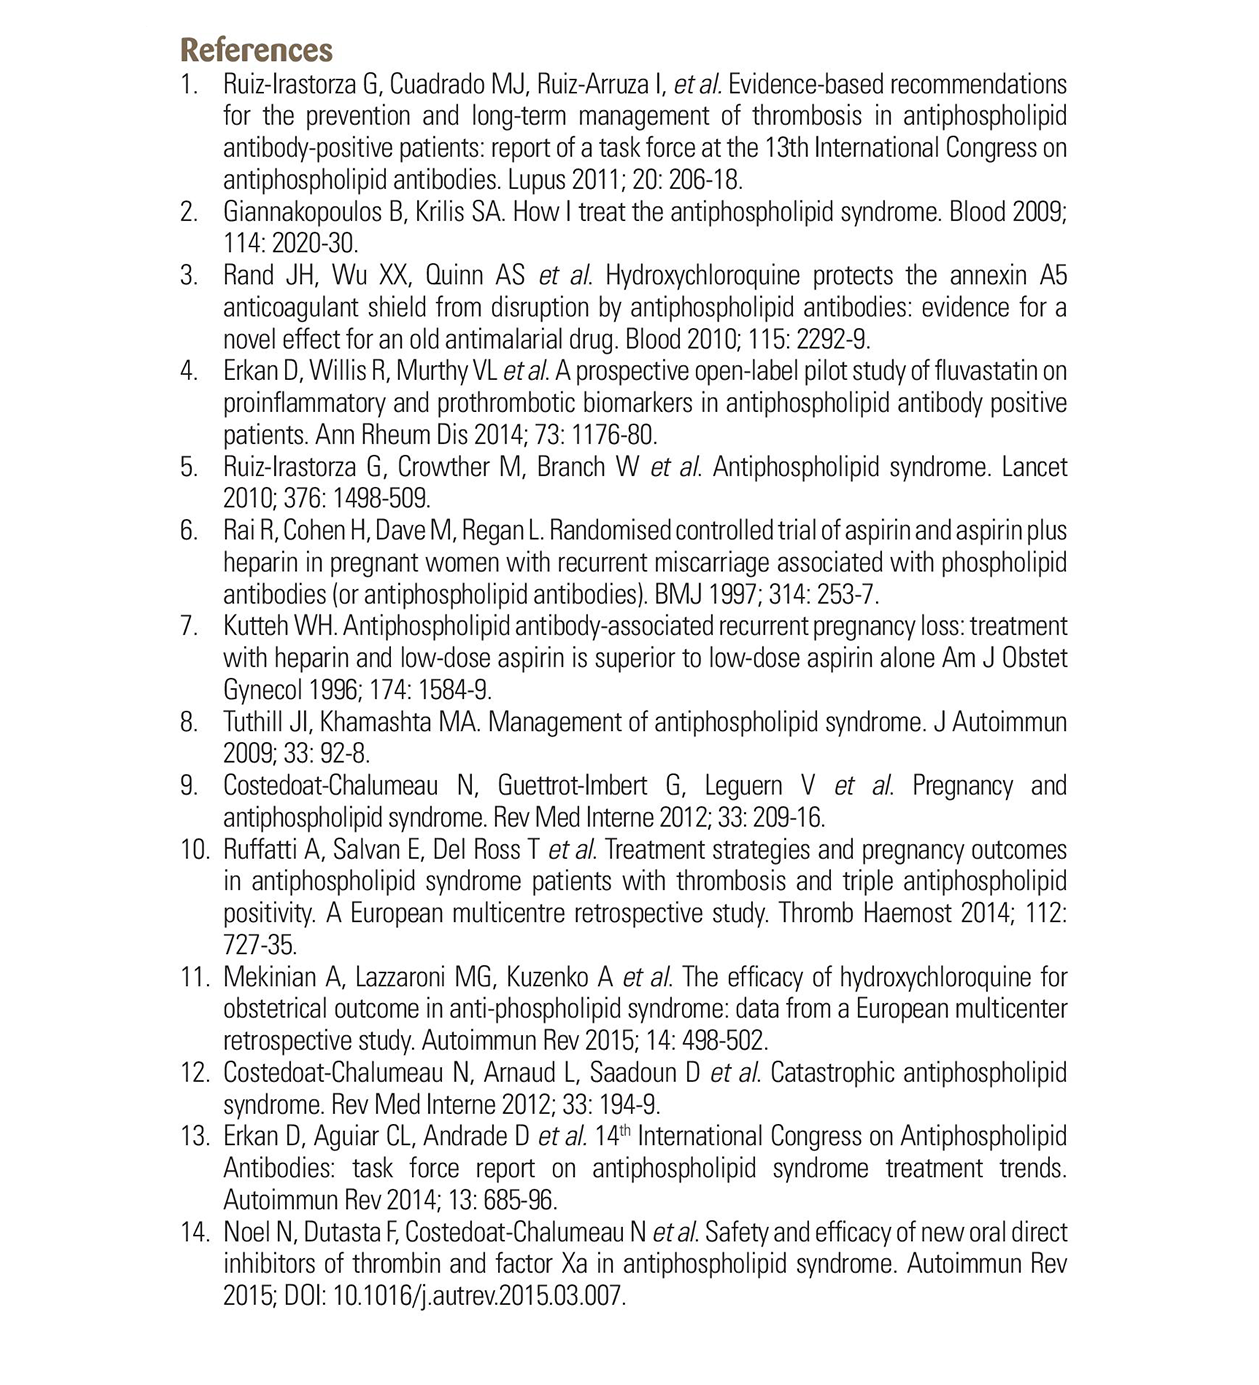 References
1. Ruiz-Irastorza G, Cuadrado MJ, Ruiz-Arruza I, et al. Evidence-based recommendations
for the prevention and long-term management of thrombosis in antiphospholipid
antibody-positive patients: report of a task force at the 13th International Congress on
antiphospholipid antibodies. Lupus 2011; 20: 206-18.
2. Giannakopoulos B, Krilis SA. How I treat the antiphospholipid syndrome. Blood 2009;
114: 2020-30.
3. Rand JH, Wu XX, Quinn AS et al. Hydroxychloroquine protects the annexin A5
anticoagulant shield from disruption by antiphospholipid antibodies: evidence for a
novel effect for an old antimalarial drug. Blood 2010; 115: 2292-9.
4. Erkan D, Willis R, Murthy VL et al. A prospective open-label pilot study of fluvastatin on
proinflammatory and prothrombotic biomarkers in antiphospholipid antibody positive
patients. Ann Rheum Dis 2014; 73: 1176-80.
5. Ruiz-Irastorza G, Crowther M, Branch W et al. Antiphospholipid syndrome. Lancet
2010; 376: 1498-509.
6. Rai R, Cohen H, Dave M, Regan L. Randomised controlled trial of aspirin and aspirin plus
heparin in pregnant women with recurrent miscarriage associated with phospholipid
antibodies (or antiphospholipid antibodies). BMJ 1997; 314: 253-7.
7. Kutteh WH. Antiphospholipid antibody-associated recurrent pregnancy loss: treatment
with heparin and low-dose aspirin is superior to low-dose aspirin alone Am J Obstet
Gynecol 1996; 174: 1584-9.
8. Tuthill JI, Khamashta MA. Management of antiphospholipid syndrome. J Autoimmun
2009; 33: 92-8.
9. Costedoat-Chalumeau N, Guettrot-Imbert G, Leguern V et al. Pregnancy and
antiphospholipid syndrome. Rev Med Interne 2012; 33: 209-16.
10. Ruffatti A, Salvan E, Del Ross T et al. Treatment strategies and pregnancy outcomes
in antiphospholipid syndrome patients with thrombosis and triple antiphospholipid
positivity. A European multicentre retrospective study. Thromb Haemost 2014; 112:
727-35.
11. Mekinian A, Lazzaroni MG, Kuzenko A et al. The efficacy of hydroxychloroquine for
obstetrical outcome in anti-phospholipid syndrome: data from a European multicenter
retrospective study. Autoimmun Rev 2015; 14: 498-502.
12. Costedoat-Chalumeau N, Arnaud L, Saadoun D et al. Catastrophic antiphospholipid
syndrome. Rev Med Interne 2012; 33: 194-9.
13. Erkan D, Aguiar CL, Andrade D et al. 14th International Congress on Antiphospholipid
Antibodies: task force report on antiphospholipid syndrome treatment trends.
Autoimmun Rev 2014; 13: 685-96.
14. Noel N, Dutasta F, Costedoat-Chalumeau N et al. Safety and efficacy of new oral direct
inhibitors of thrombin and factor Xa in antiphospholipid syndrome. Autoimmun Rev
2015; DOI: 10.1016/j.autrev.2015.03.007.